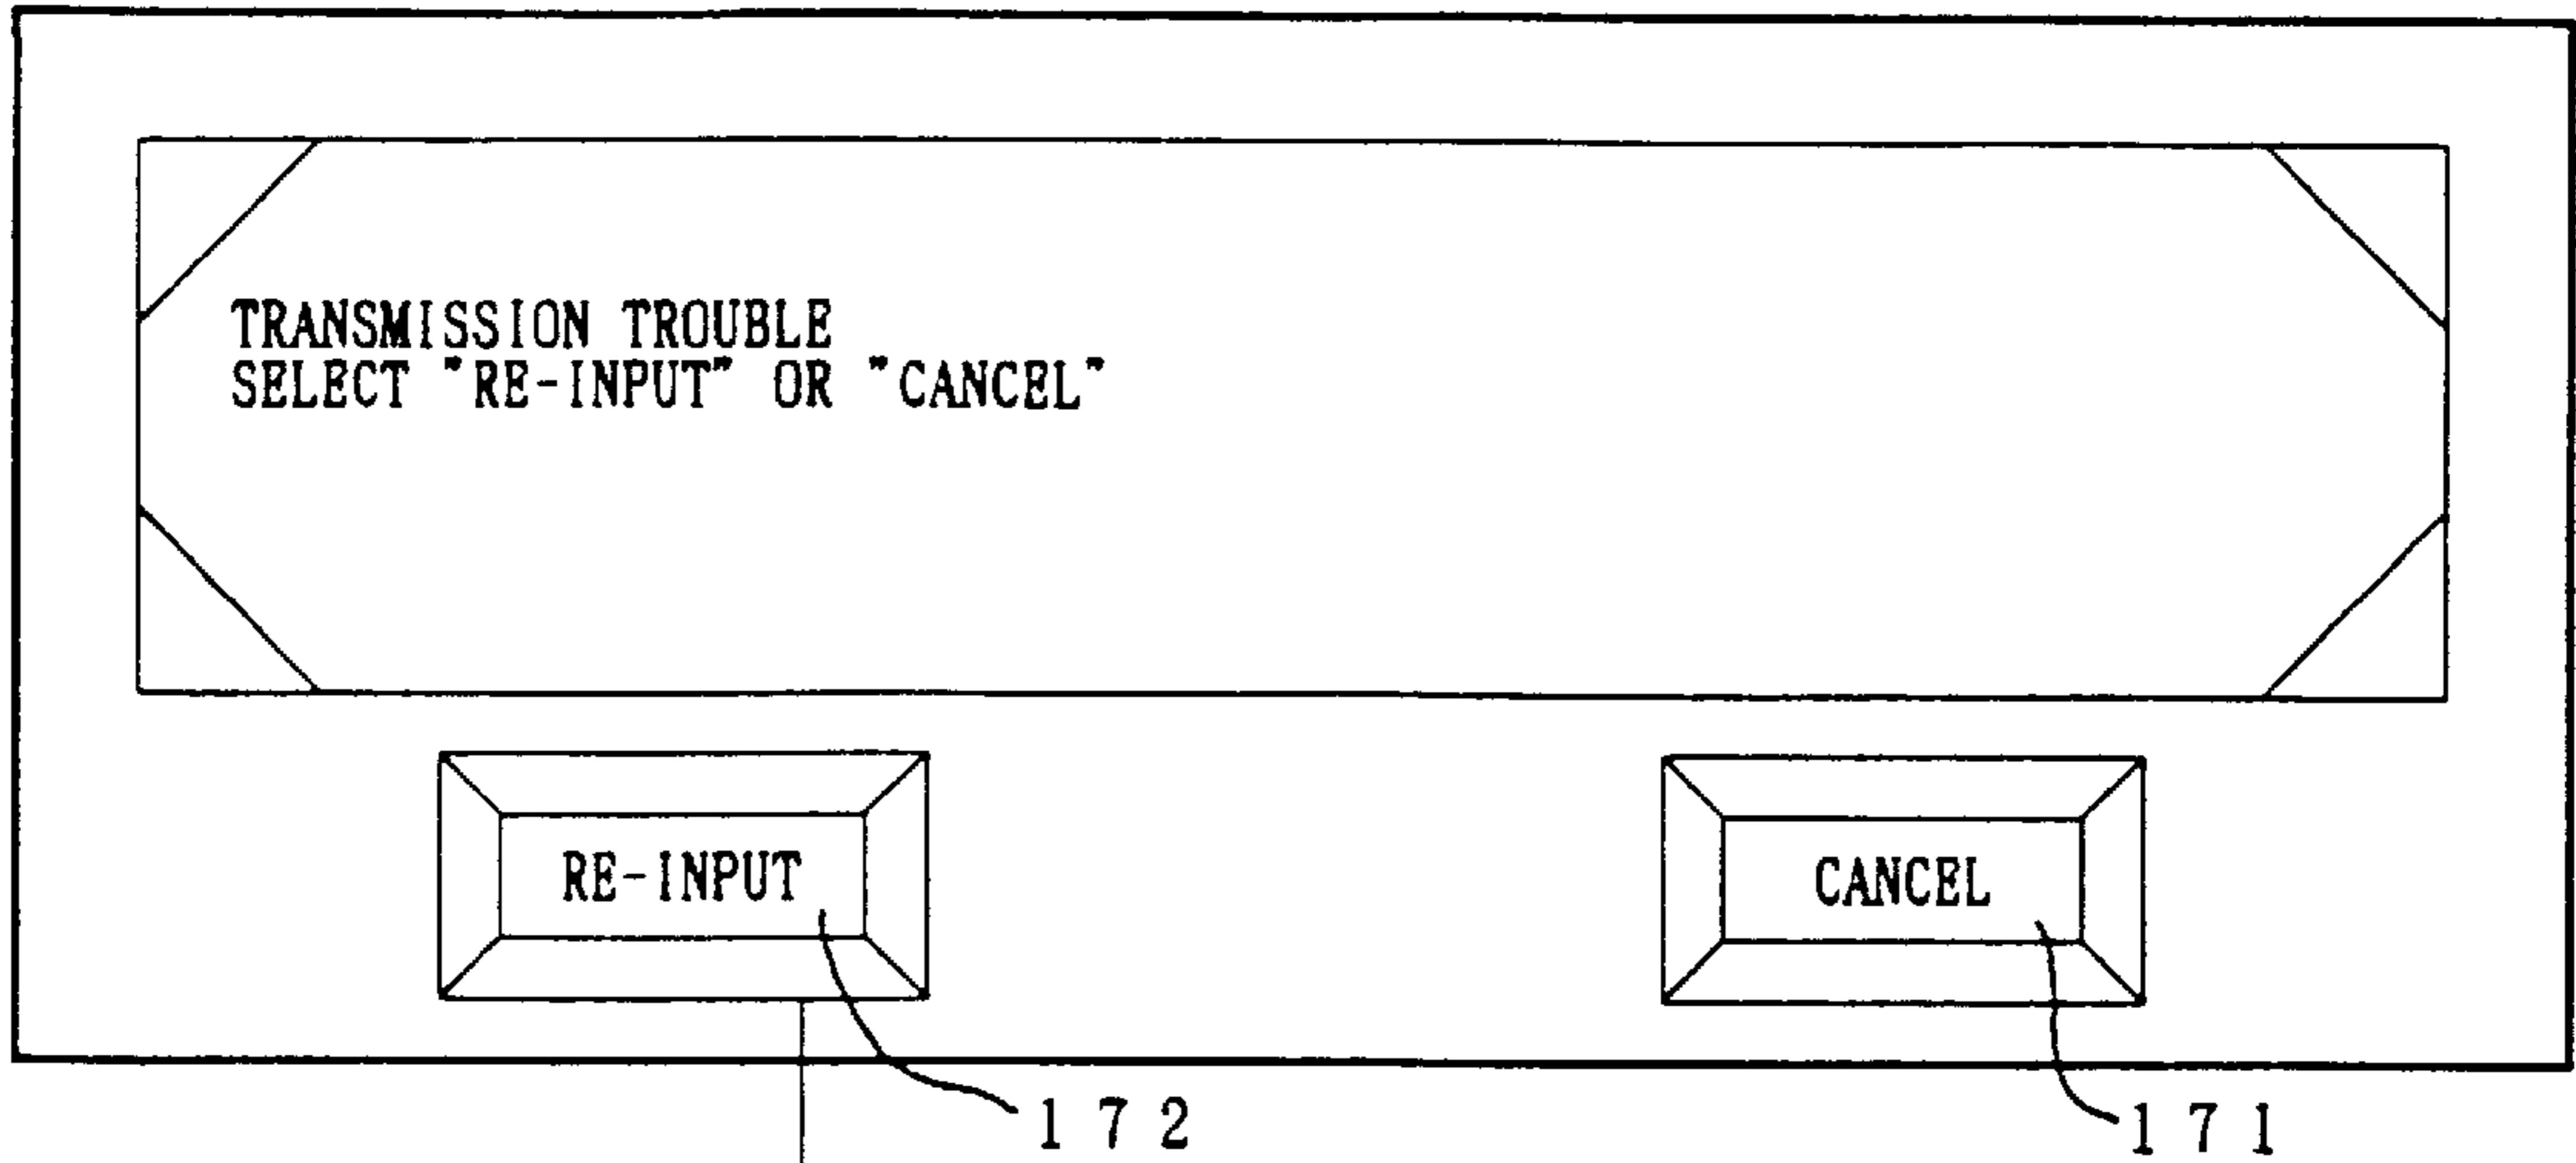 TRANSMISSION TROUBLE
SELECT "RE-INPUT" OR "CANCEL"
RE-INPUT
CANCEL
172
171